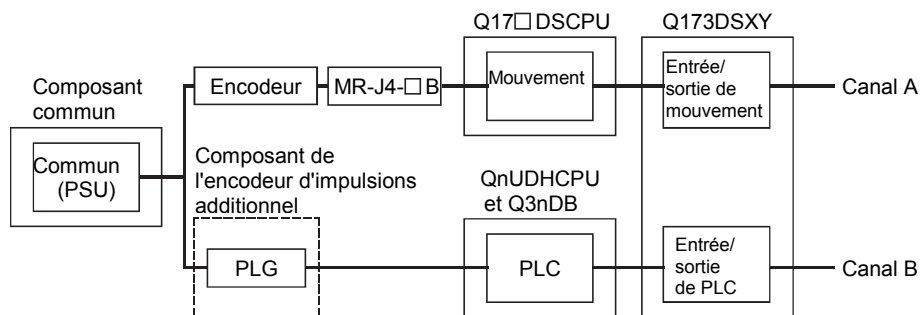 Q17□DSCPU
Q173DSXY
Composant
commun
Encodeur
MR-J4-□B
Mouvement
Entrée/
sortie de
mouvement
Canal A
Commun
(PSU)
Composant de
l'encodeur d'impulsions
additionnel
QnUDHCPU
et Q3nDB
PLG
PLC
Entrée/
sortie
de PLC
Canal B